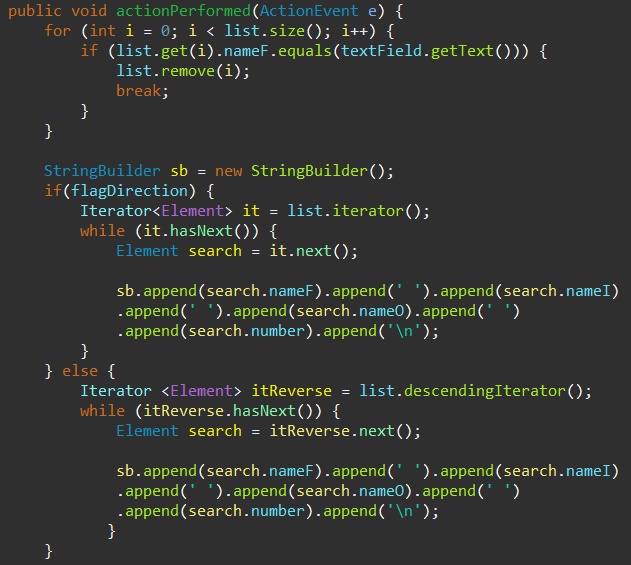 public void actionPerformed(ActionEvent e) {
    for (int i = 0; i < list.size(); i++) {
        if (list.get(i).nameF.equals(textField.getText())) {
            list.remove(i);
            break;
        }
    }

    StringBuilder sb = new StringBuilder();
    if(flagDirection) {
        Iterator<Element> it = list.iterator();
        while (it.hasNext()) {
            Element search = it.next();

            sb.append(search.nameF).append(' ').append(search.nameI)
            .append(' ').append(search.nameO).append(' ')
            .append(search.number).append('\n');
        }
    } else {
        Iterator <Element> itReverse = list.descendingIterator();
        while (itReverse.hasNext()) {
            Element search = itReverse.next();

            sb.append(search.nameF).append(' ').append(search.nameI)
            .append(' ').append(search.nameO).append(' ')
            .append(search.number).append('\n');
           }
    }